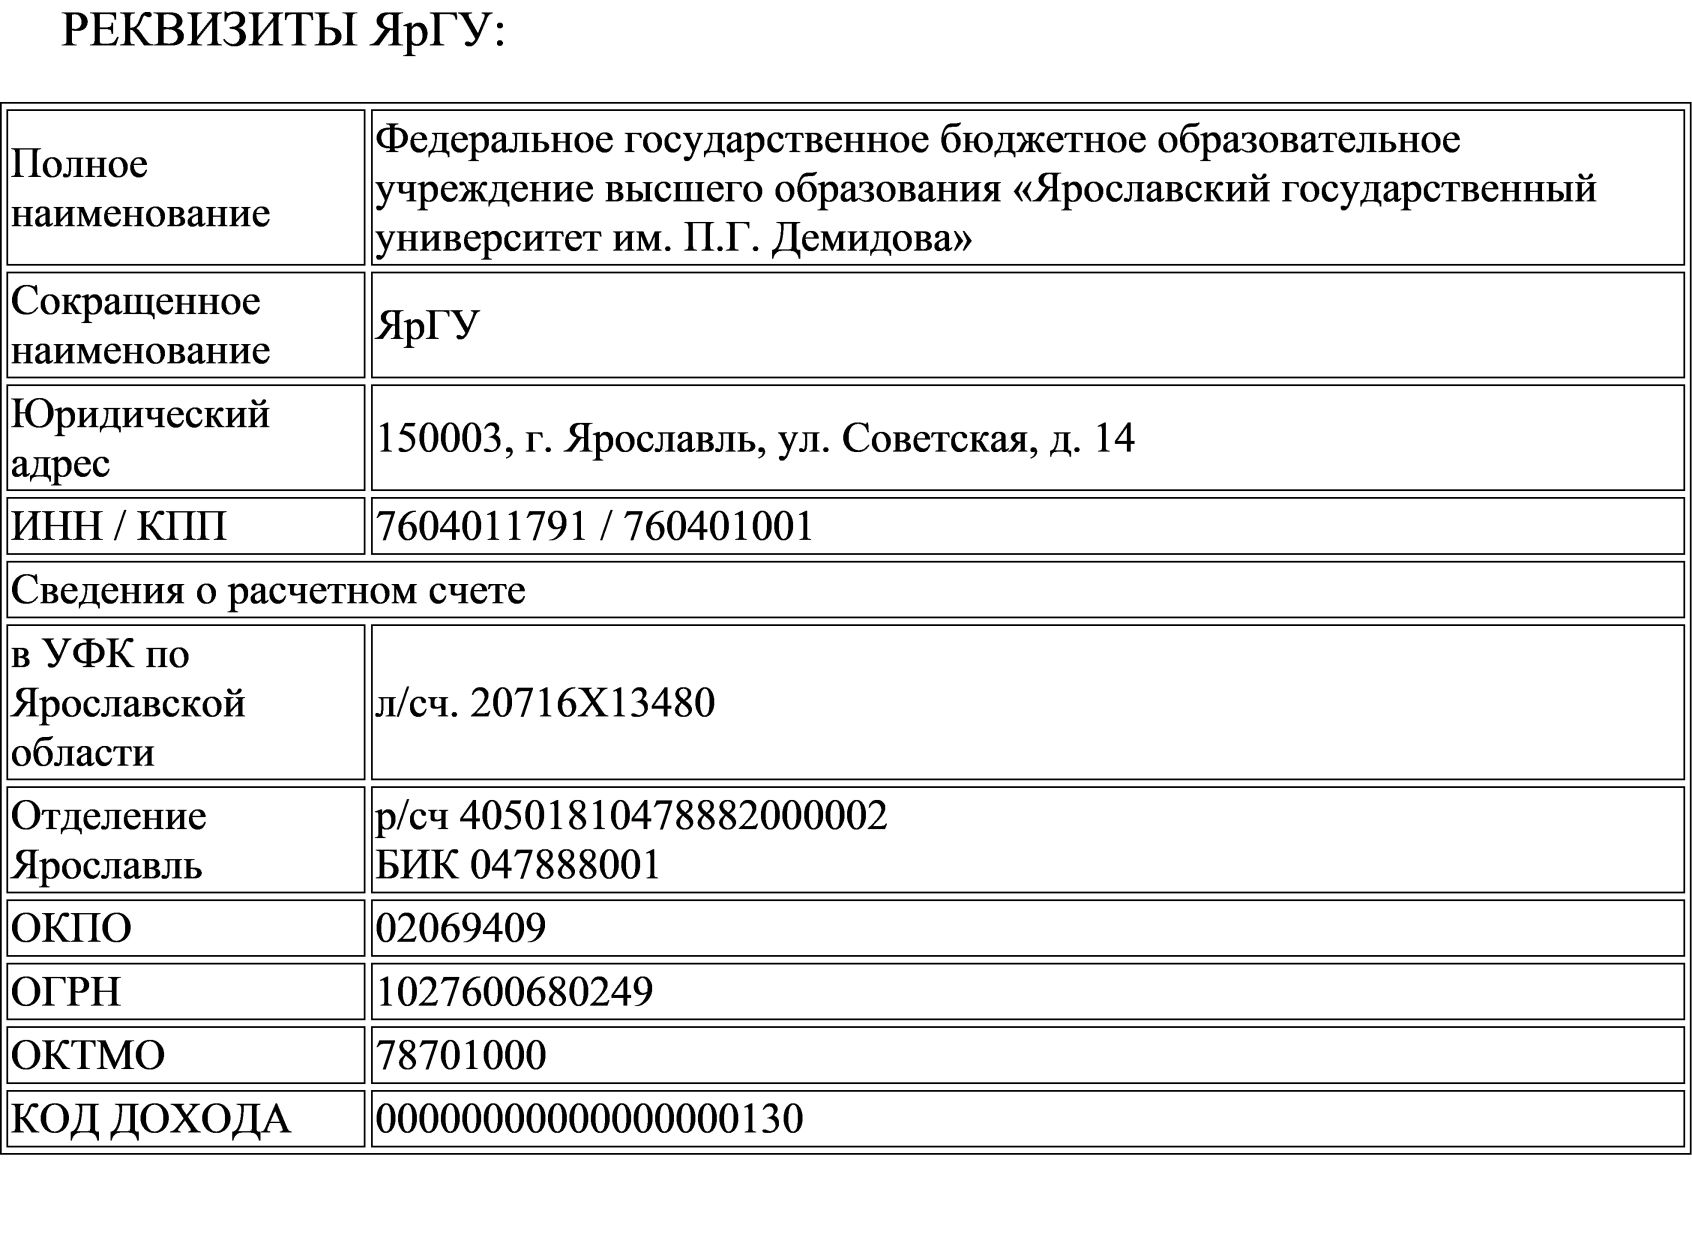 РЕКВИЗИТЫ ЯрГУ:
Полное
наименование
Федеральное государственное бюджетное образовательное
учреждение высшего образования «Ярославский государственный
университет им. П.Г. Демидова»
Сокращенное
наименование
ЯрГУ
Юридический
адрес
150003, г. Ярославль, ул. Советская, д. 14
ИНН / КПП
7604011791 / 760401001
Сведения о расчетном счете
в УФК по
Ярославской
области
л/сч. 20716Х13480
Отделение
Ярославль
р/сч 40501810478882000002
БИК 047888001
ОКПО
02069409
ОГРН
1027600680249
ОКТМО
78701000
КОД ДОХОДА
00000000000000000130